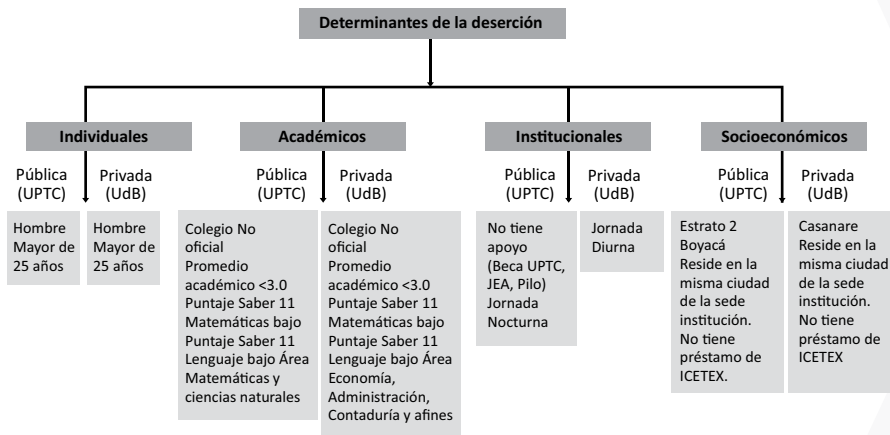 Determinantes de la deserción
Individuales
Pública
(UPTC)
Privada
(UdB)
Hombre
Mayor de
25 años
Hombre
Mayor de
25 años
Académicos
Pública
(UPTC)
Privada
(UdB)
Colegio No
oficial
Promedio
académico <3.0
Puntaje Saber 11
Matemáticas bajo
Puntaje Saber 11
Lenguaje bajo Área
Matemáticas y
ciencias naturales
Colegio No
oficial
Promedio
académico <3.0
Puntaje Saber 11
Matemáticas bajo
Puntaje Saber 11
Lenguaje bajo Área
Economía,
Administración,
Contaduría y afines
Institucionales
Pública
(UPTC)
Privada
(UdB)
No tiene
apoyo
(Beca UPTC,
JEA, Pilo)
Jornada
Nocturna
Jornada
Diurna
Socioeconómicos
Pública
(UPTC)
Privada
(UdB)
Estrato 2
Boyacá
Reside en la
misma ciudad
de la sede
institución.
No tiene
préstamo de
ICETEX.
Casanare
Reside en la
misma ciudad
de la sede
institución.
No tiene
préstamo de
ICETEX